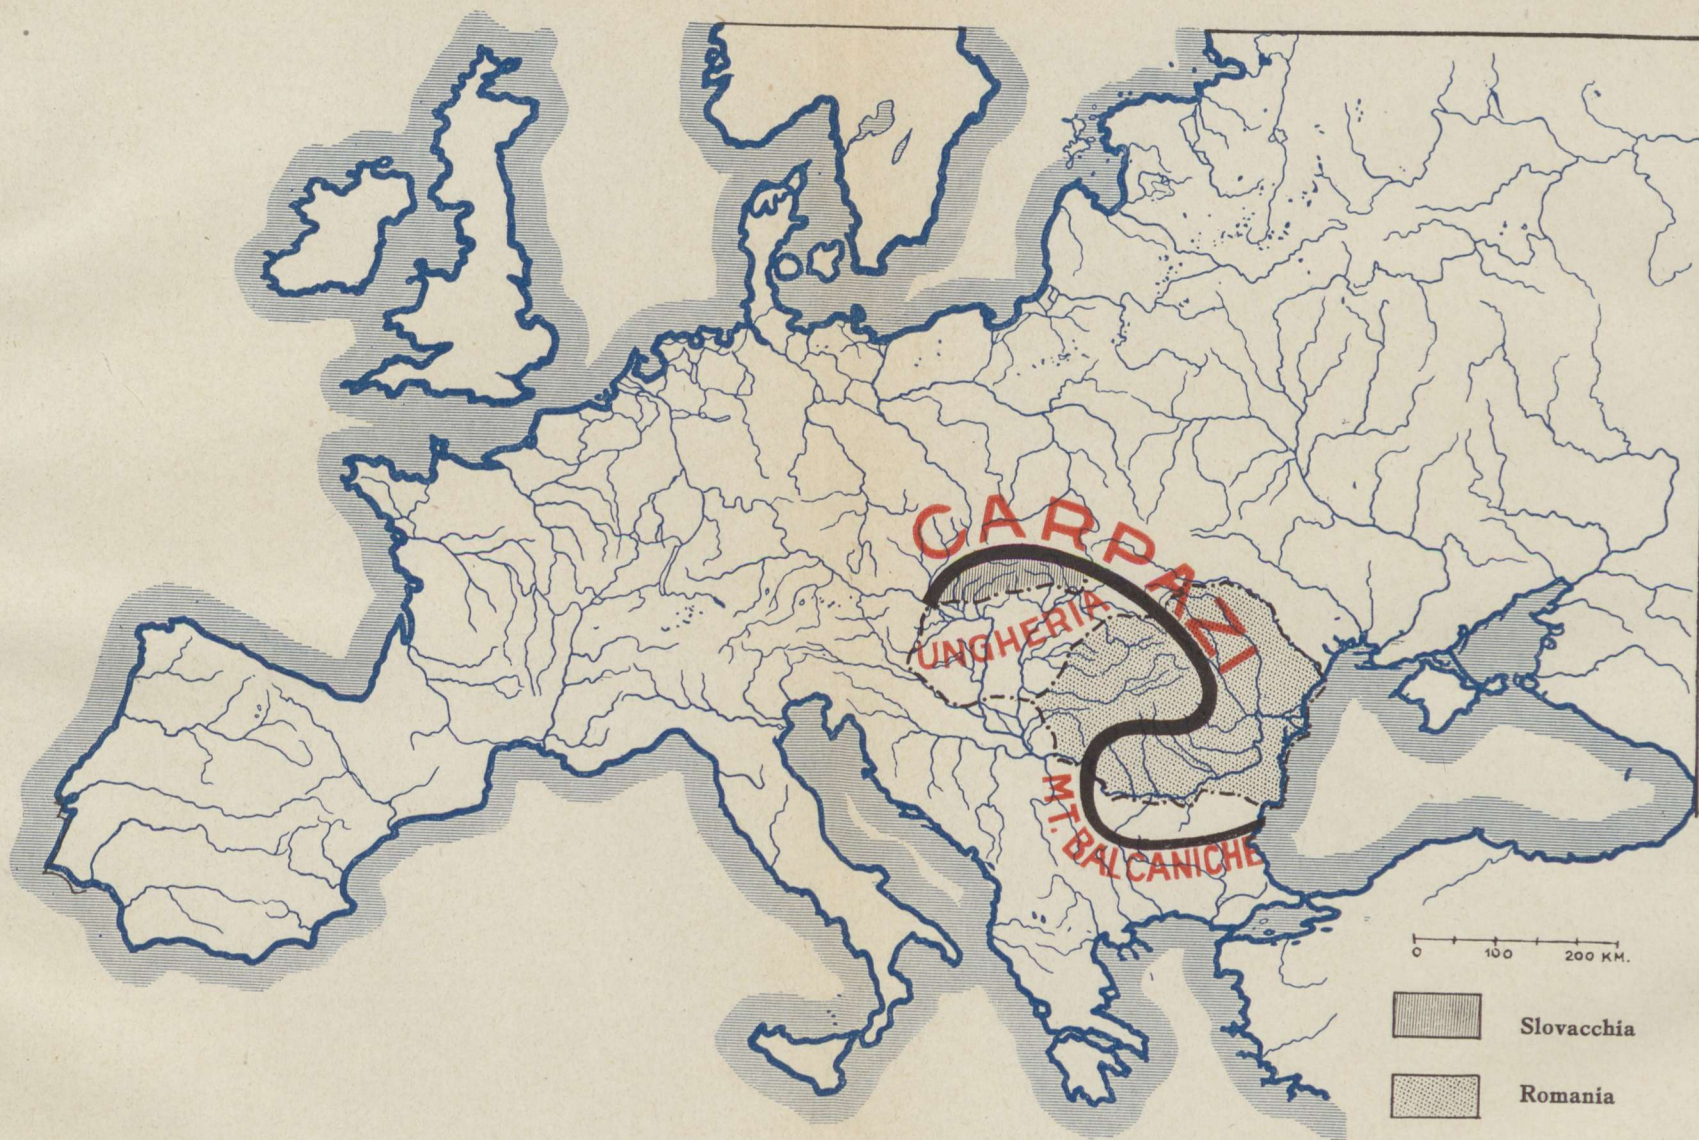 CARPAZI
UNGHERIA
MT. BALCANICHE
0 100 200 KM.
Slovacchia
Romania